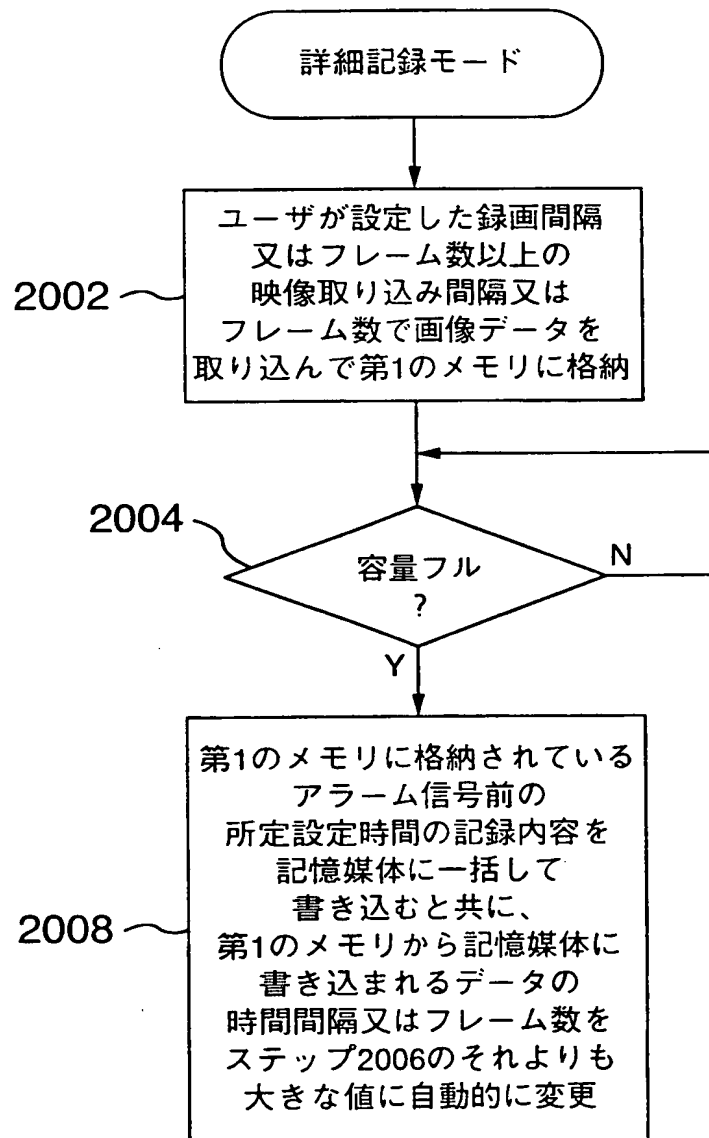 詳細記録モード
ユーザが設定した録画間隔
又はフレーム数以上の
映像取り込み間隔又は
フレーム数で画像データを
取り込んで第1のメモリに格納
2002
2004
容量フル
?
N
Y
第1のメモリに格納されている
アラーム信号前の
所定設定時間の記録内容を
記憶媒体に一括して
書き込むと共に、
第1のメモリから記憶媒体に
書き込まれるデータの
時間間隔又はフレーム数を
ステップ2006のそれよりも
大きな値に自動的に変更
2008